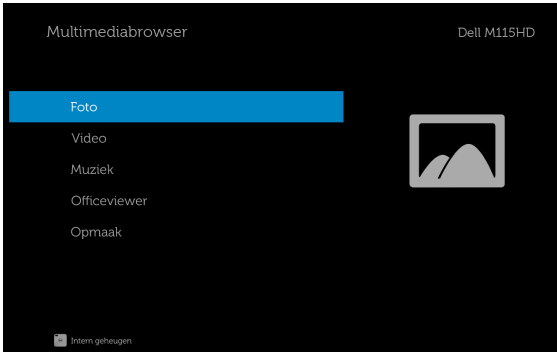 Multimediabrowser
Dell M115HD
Foto
Video
Muziek
Officeviewer
Opmaak
Intern geheugen